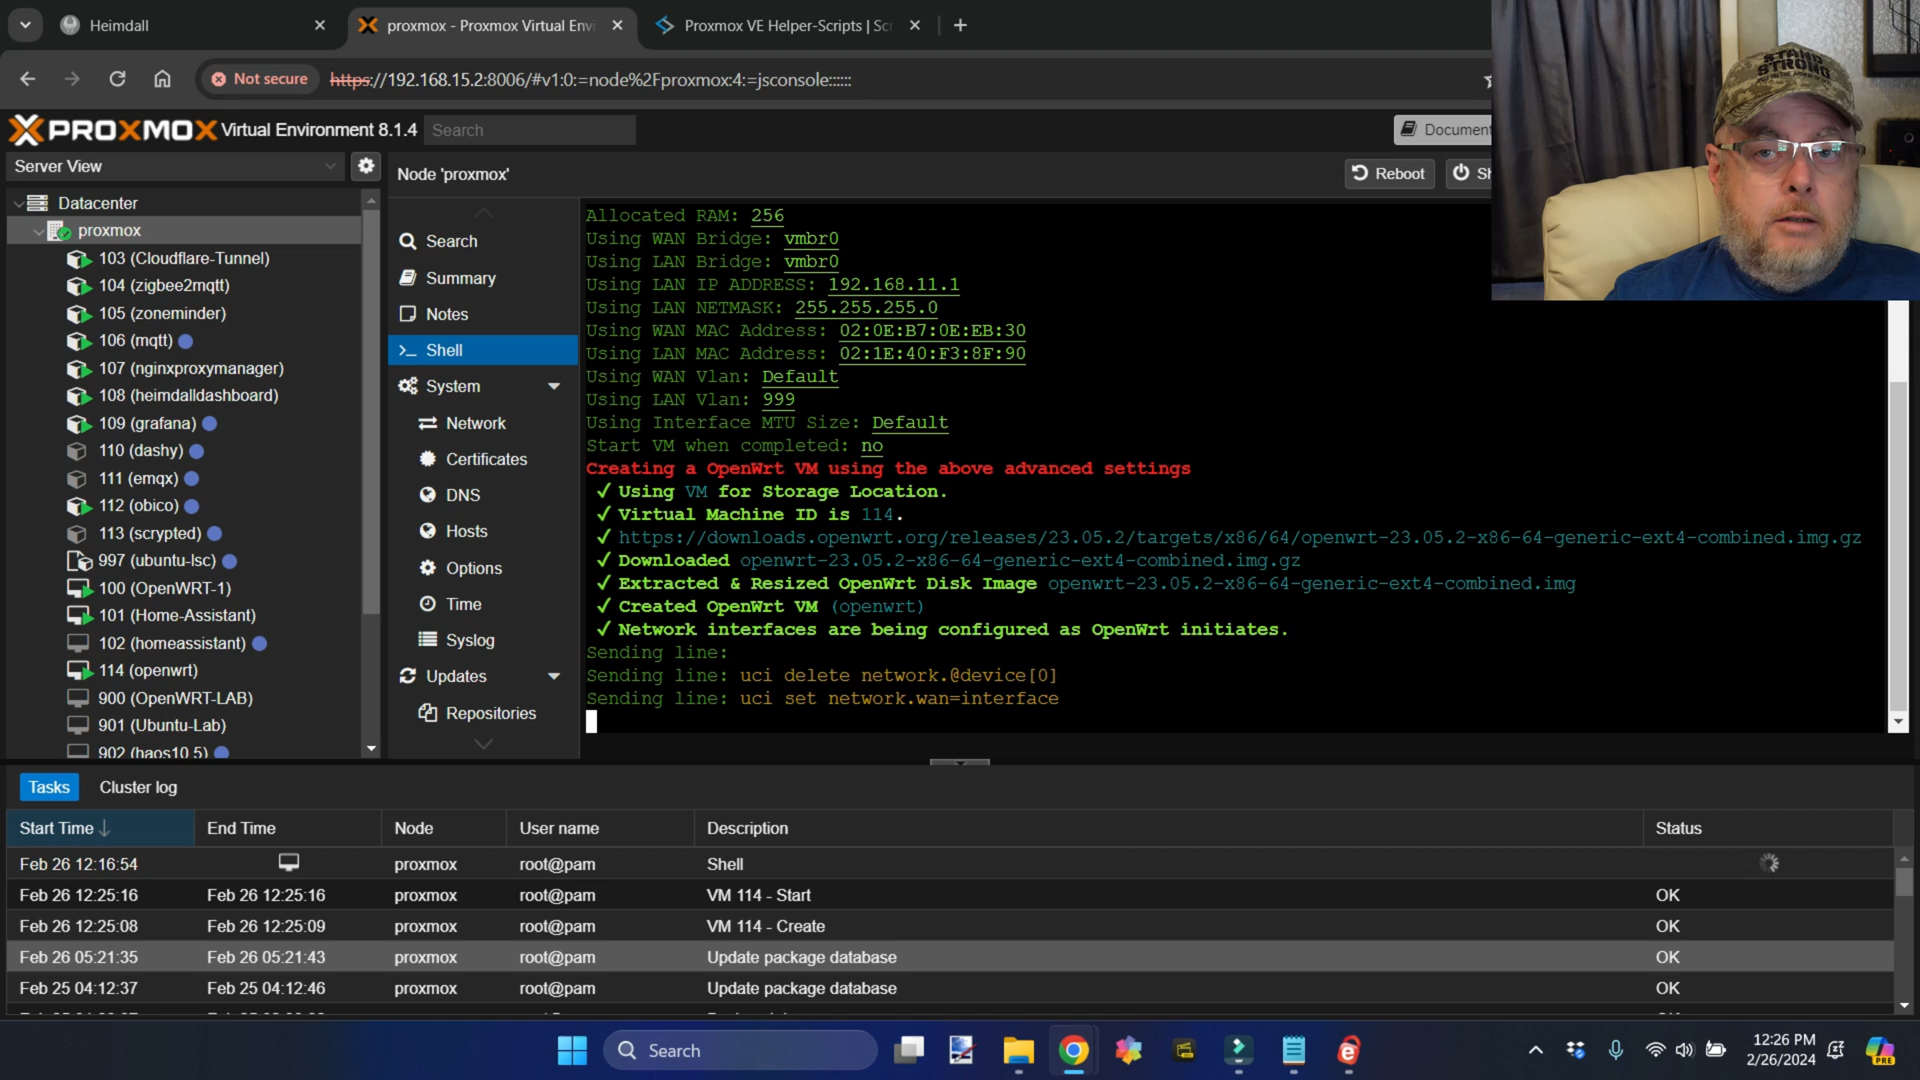 Heimdall
proxmox - Proxmox Virtual Envi
Proxmox VE Helper-Scripts | Scr
Not secure
https://192.168.15.2:8006/#v1:0:=node%2Fproxmox:4:=jsconsole::::::
PROXMOX Virtual Environment 8.1.4
Search
Document
STAND
STRONG
Server View
Node 'proxmox'
Reboot
Sh
Datacenter
proxmox
103 (Cloudflare-Tunnel)
104 (zigbee2mqtt)
105 (zoneminder)
106 (mqtt)
107 (nginxproxymanager)
108 (heimdalldashboard)
109 (grafana)
110 (dashy)
111 (emqx)
112 (obico)
113 (scrypted)
997 (ubuntu-lsc)
100 (OpenWRT-1)
101 (Home-Assistant)
102 (homeassistant)
114 (openwrt)
900 (OpenWRT-LAB)
901 (Ubuntu-Lab)
902 (haos10.5)
Search
Summary
Notes
Shell
System
Network
Certificates
DNS
Hosts
Options
Time
Syslog
Updates
Repositories
Allocated RAM: 256
Using WAN Bridge: vmbr0
Using LAN Bridge: vmbr0
Using LAN IP ADDRESS: 192.168.11.1
Using LAN NETMASK: 255.255.255.0
Using WAN MAC Address: 02:0E:B7:0E:EB:30
Using LAN MAC Address: 02:1E:40:F3:8F:90
Using WAN Vlan: Default
Using LAN Vlan: 999
Using Interface MTU Size: Default
Start VM when completed: no
Creating a OpenWrt VM using the above advanced settings
✓ Using VM for Storage Location.
✓ Virtual Machine ID is 114.
✓ https://downloads.openwrt.org/releases/23.05.2/targets/x86/64/openwrt-23.05.2-x86-64-generic-ext4-combined.img.gz
✓ Downloaded openwrt-23.05.2-x86-64-generic-ext4-combined.img.gz
✓ Extracted & Resized OpenWrt Disk Image openwrt-23.05.2-x86-64-generic-ext4-combined.img
✓ Created OpenWrt VM (openwrt)
✓ Network interfaces are being configured as OpenWrt initiates.
Sending line:
Sending line: uci delete network.@device[0]
Sending line: uci set network.wan=interface
Tasks
Cluster log
Start Time End Time Node User name Description Status
Feb 26 12:16:54 proxmox root@pam Shell
Feb 26 12:25:16 Feb 26 12:25:16 proxmox root@pam VM 114 - Start OK
Feb 26 12:25:08 Feb 26 12:25:09 proxmox root@pam VM 114 - Create OK
Feb 26 05:21:35 Feb 26 05:21:43 proxmox root@pam Update package database OK
Feb 25 04:12:37 Feb 25 04:12:46 proxmox root@pam Update package database OK
Search
12:26 PM
2/26/2024
PRE